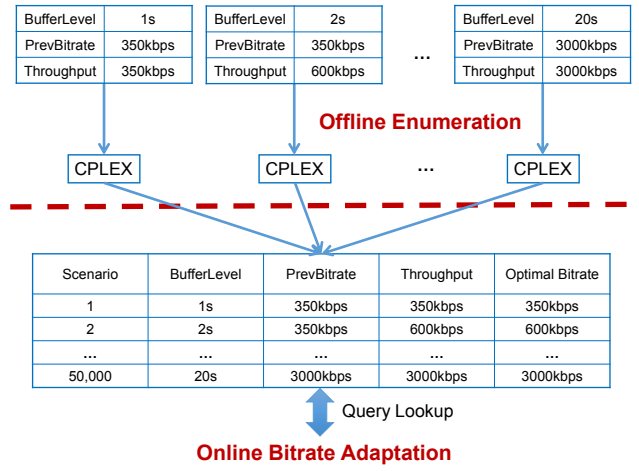 BufferLevel 1s
PrevBitrate 350kbps
Throughput 350kbps
BufferLevel 2s
PrevBitrate 350kbps
Throughput 600kbps
...
BufferLevel 20s
PrevBitrate 3000kbps
Throughput 3000kbps
Offline Enumeration
CPLEX CPLEX ... CPLEX
Scenario BufferLevel PrevBitrate Throughput Optimal Bitrate
1 1s 350kbps 350kbps 350kbps
2 2s 350kbps 600kbps 600kbps
... ... ... ... ...
50,000 20s 3000kbps 3000kbps 3000kbps
Query Lookup
Online Bitrate Adaptation